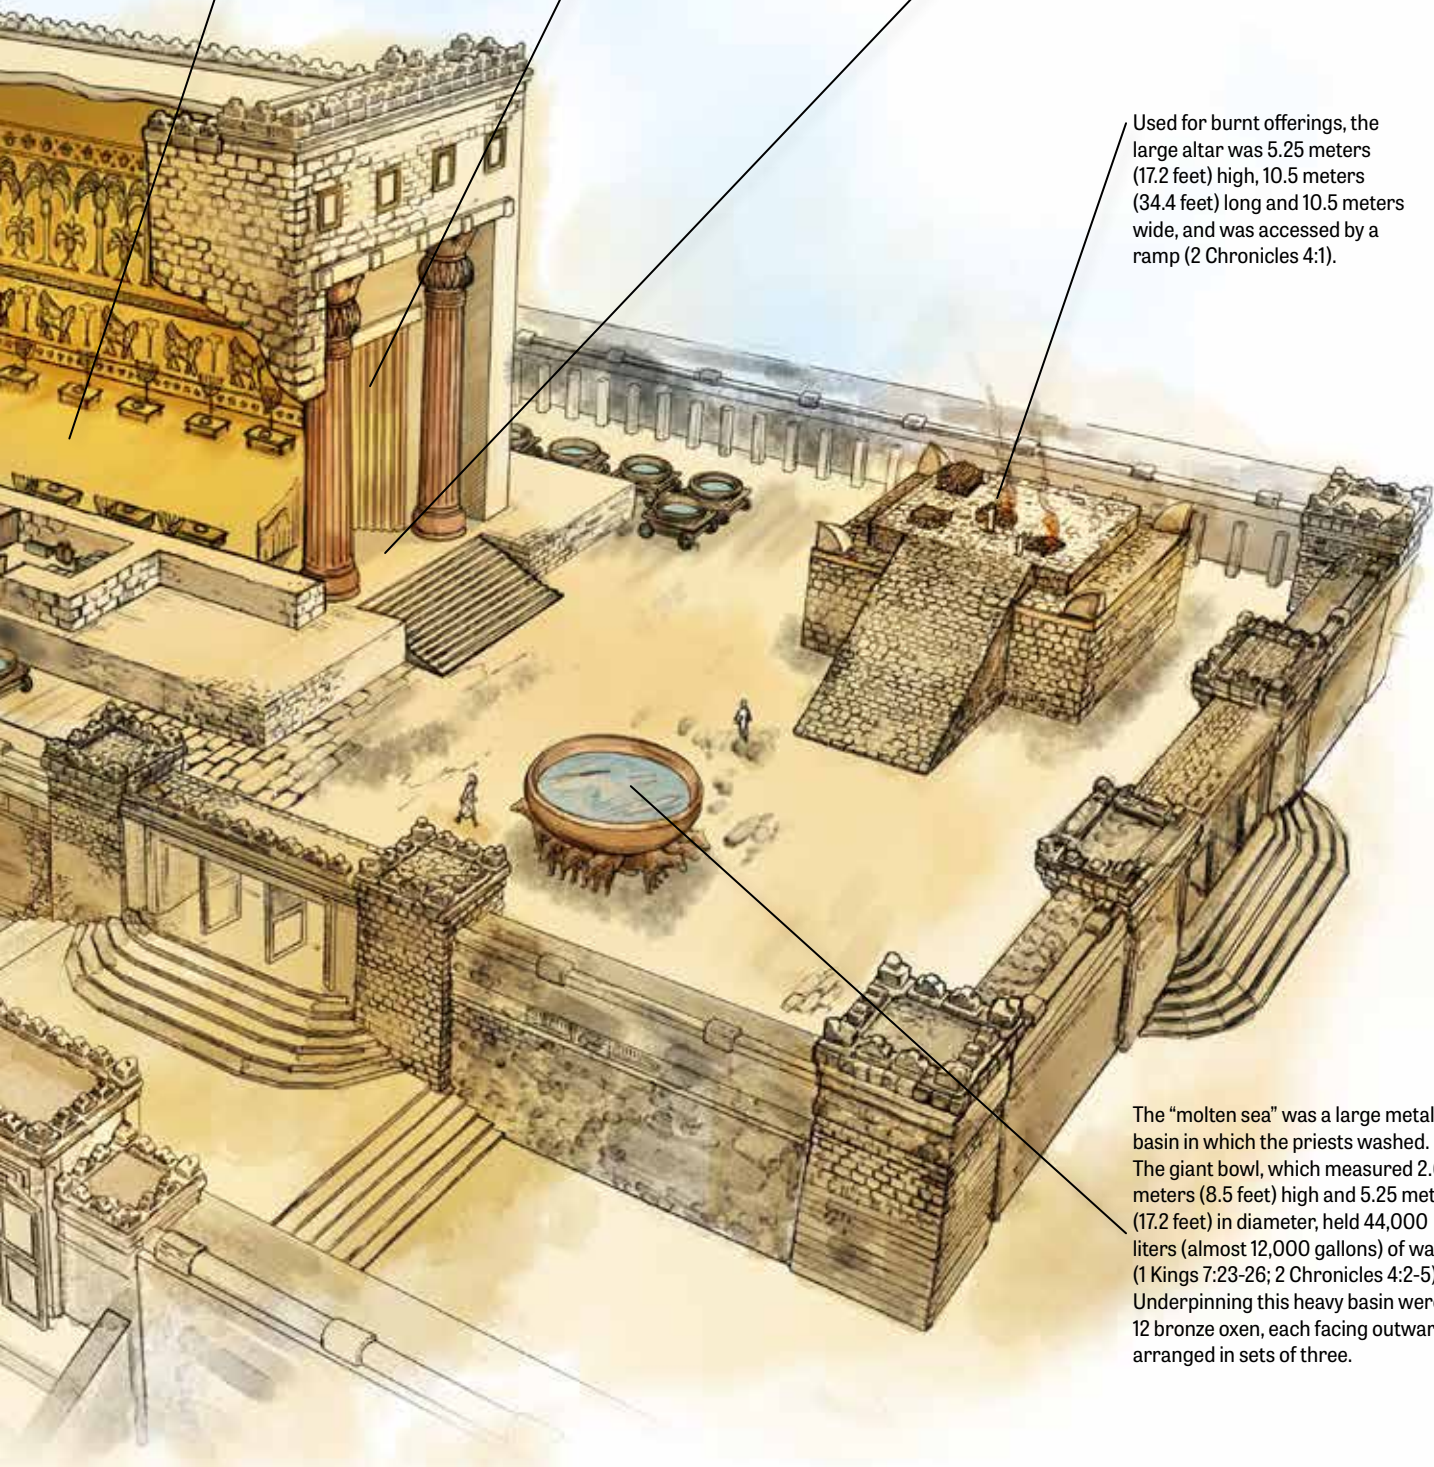 Used for burnt offerings, the
large altar was 5.25 meters
(17.2 feet) high, 10.5 meters
(34.4 feet) long and 10.5 meters
wide, and was accessed by a
ramp (2 Chronicles 4:1).
The “molten sea” was a large metal
basin in which the priests washed.
The giant bowl, which measured
meters (8.5 feet) high and 5.25
(17.2 feet) in diameter, held 44,000
liters (almost 12,000 gallons) of
(1 Kings 7:23-26; 2 Chronicles 4:2-5)
Underpinning this heavy basin
12 bronze oxen, each facing
arranged in sets of three.